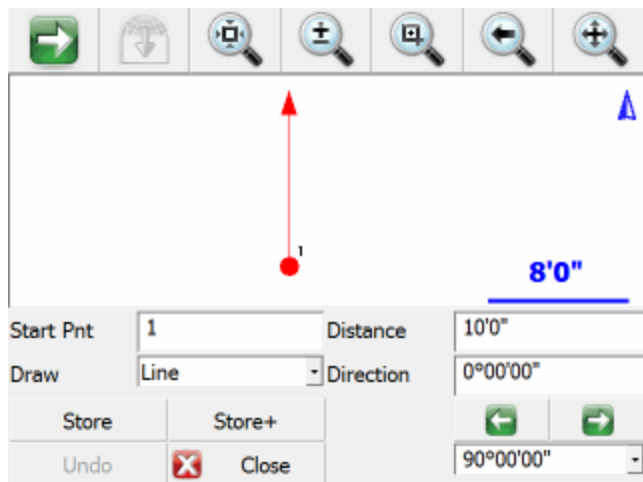 1
8'0"
Start Pnt 1 Distance 10'0"
Draw Line Direction 0°00'00"
Store Store+
Undo Close 90°00'00"